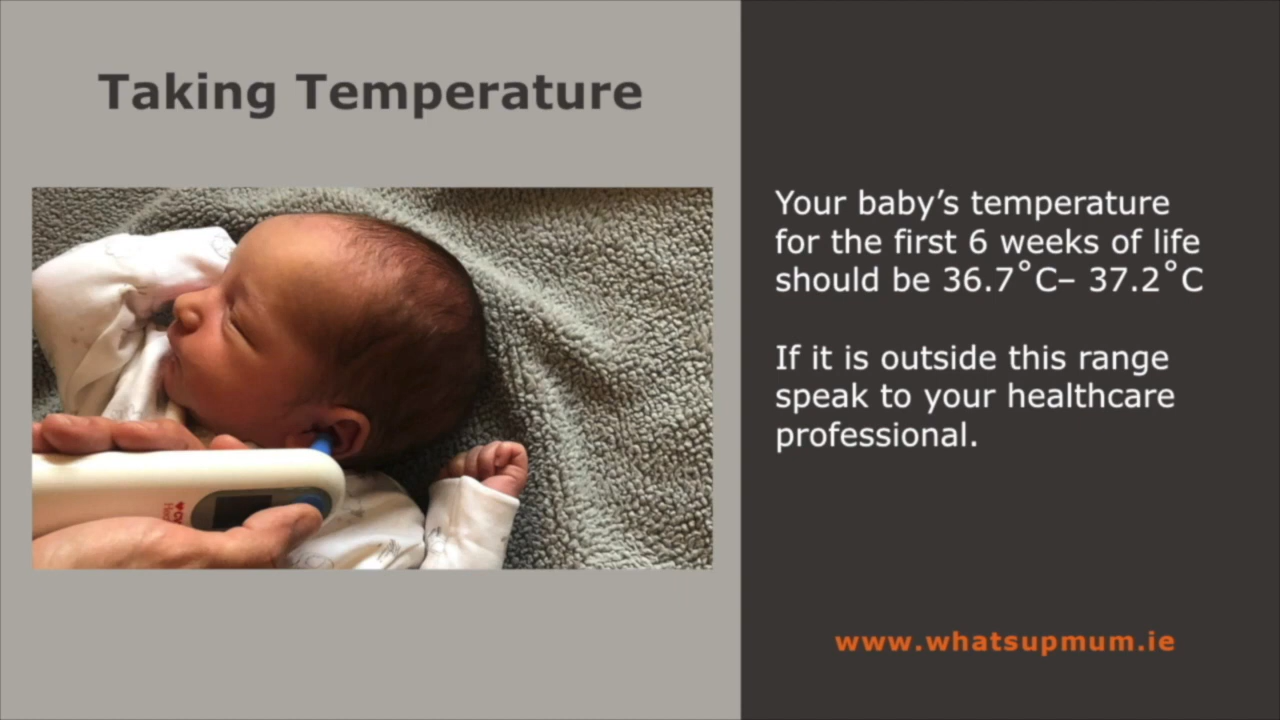 Taking Temperature
Your baby’s temperature
for the first 6 weeks of life
should be 36.7˚C– 37.2˚C
If it is outside this range
speak to your healthcare
professional.
www.whatsupmum.ie